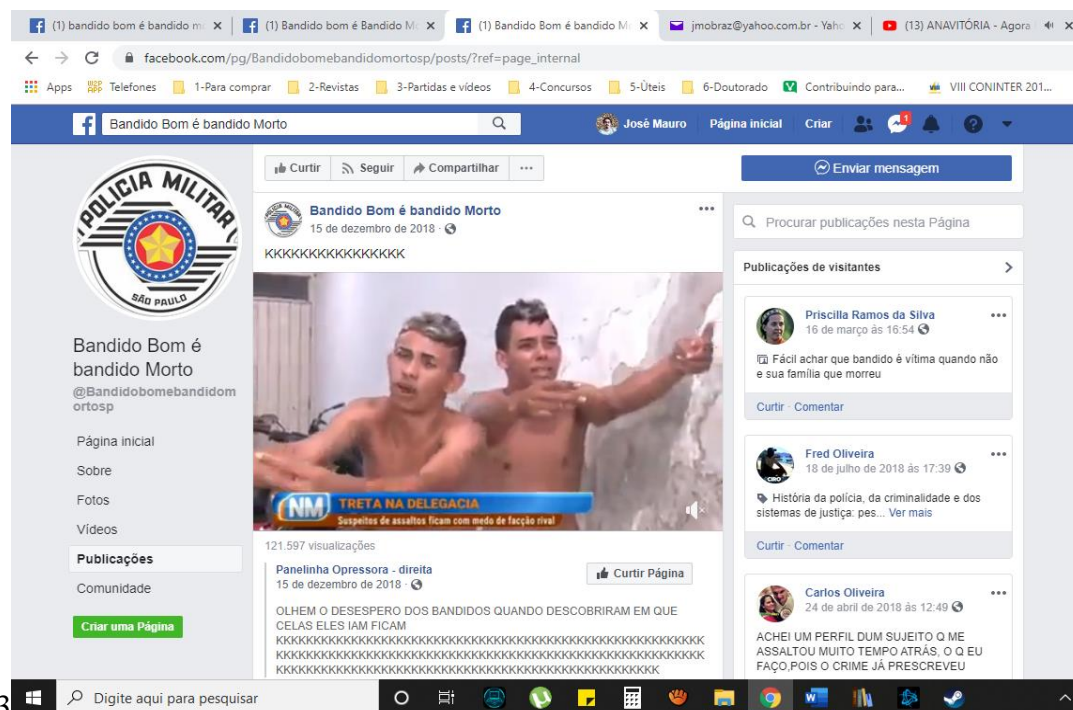 (1) bandido bom é bandido m
(1) Bandido bom é Bandido M
(1) Bandido Bom é bandido M
jmobraz@yahoo.com.br - Yaho
(13) ANAVITÓRIA - Agora
facebook.com/pg/Bandidobomebandidomortosp/posts/?ref=page_internal
Apps Telefones 1-Para comprar 2-Revistas 3-Partidas e vídeos 4-Concursos 5-Ùteis 6-Doutorado Contribuindo para... VIII CONINTER 201...
Bandido Bom é bandido Morto
José Mauro Página inicial Criar 1
POLICIA MILITAR
SÃO PAULO
Bandido Bom é
bandido Morto
@Bandidobomebandidom
ortosp
Página inicial
Sobre
Fotos
Vídeos
Publicações
Comunidade
Criar uma Página
Curtir Seguir Compartilhar ...
Bandido Bom é bandido Morto
15 de dezembro de 2018 ·
KKKKKKKKKKKKKKKK
NM
TRETA NA DELEGACIA
Suspeitos de assaltos ficam com medo de facção rival
121.597 visualizações
Panelinha Opressora - direita
15 de dezembro de 2018 ·
Curtir Página
OLHEM O DESESPERO DOS BANDIDOS QUANDO DESCOBRIRAM EM QUE
CELAS ELES IAM FICAM
KKKKKKKKKKKKKKKKKKKKKKKKKKKKKKKKKKKKKKKKKKKKKKKKKKKKKKKK
KKKKKKKKKKKKKKKKKKKKKKKKKKKKKKKKKKKKKKKKKKKKKKKKKKKKKKKK
KKKKKKKKKKKKKKKKKKKKKKKKKKKKKKKKKKKKKKKKKKKKKKKKKKK
Enviar mensagem
Procurar publicações nesta Página
Publicações de visitantes
Priscilla Ramos da Silva
16 de março às 16:54
Fácil achar que bandido é vítima quando não
e sua família que morreu
Curtir · Comentar
Fred Oliveira
18 de julho de 2018 às 17:39
CIRO
História da polícia, da criminalidade e dos
sistemas de justiça: pes... Ver mais
Curtir · Comentar
Carlos Oliveira
24 de abril de 2018 às 12:49
ACHEI UM PERFIL DUM SUJEITO Q ME
ASSALTOU MUITO TEMPO ATRÁS, O Q EU
FAÇO,POIS O CRIME JÁ PRESCREVEU
3
Digite aqui para pesquisar